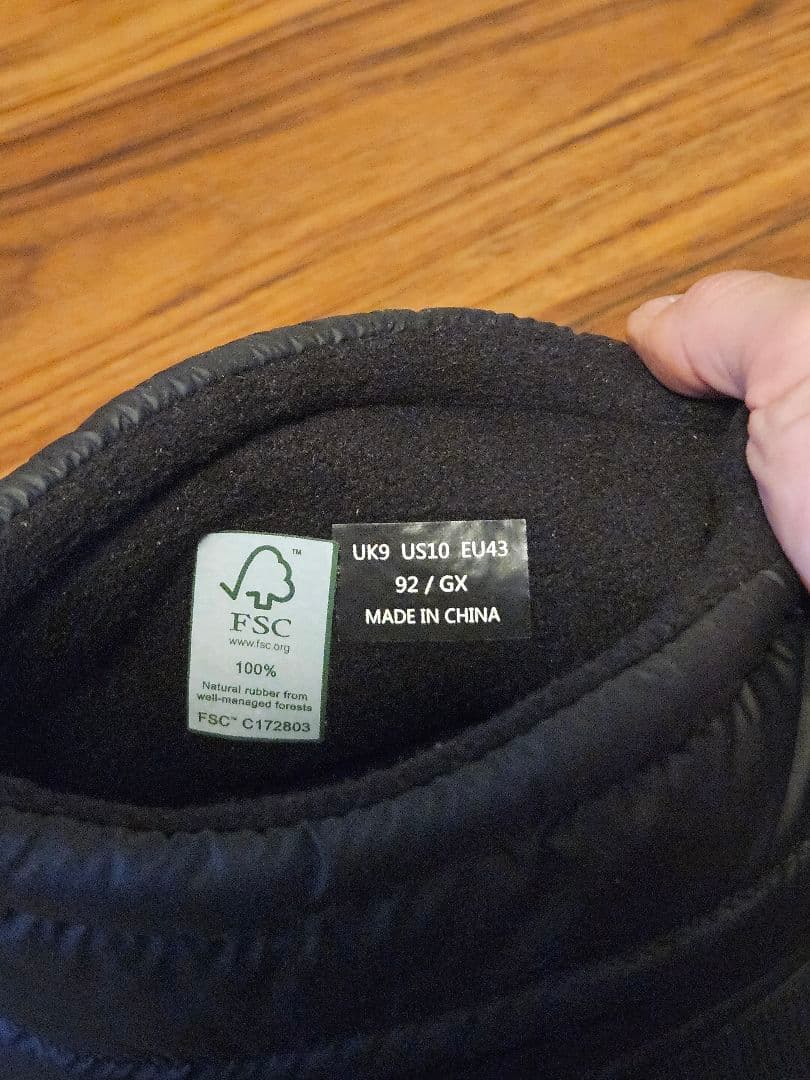 ™
FSC
www.fsc.org
100%
Natural rubber from
well-managed forests
FSC™ C172803
UK9 US10 EU43
92 / GX
MADE IN CHINA